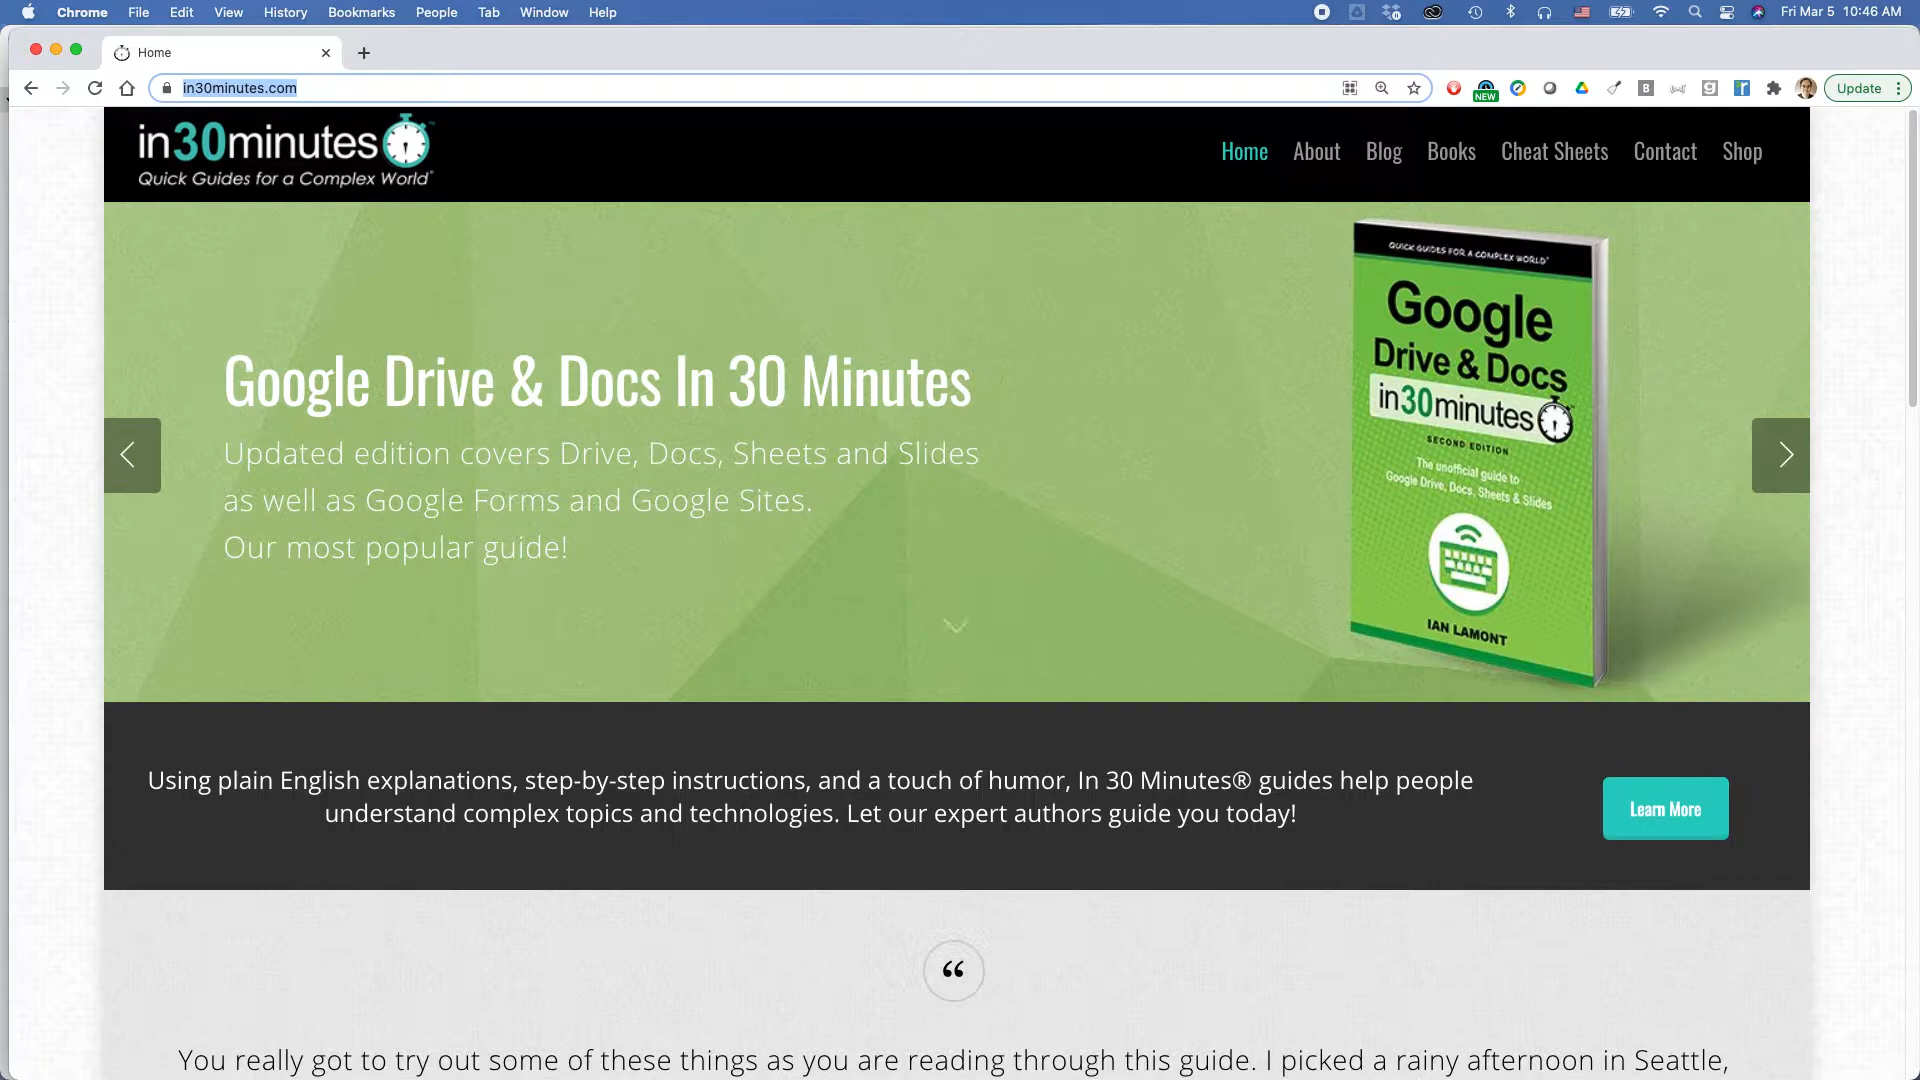 Chrome File Edit View History Bookmarks People Tab Window Help Fri Mar 5 10:46 AM
Home
in30minutes.com
NEW
B
Update
in30minutes
Quick Guides for a Complex World®
Home About Blog Books Cheat Sheets Contact Shop
Google Drive & Docs In 30 Minutes
Updated edition covers Drive, Docs, Sheets and Slides
as well as Google Forms and Google Sites.
Our most popular guide!
QUICK GUIDES FOR A COMPLEX WORLD®
Google
Drive & Docs
in30minutes
SECOND EDITION
The unofficial guide to
Google Drive, Docs, Sheets & Slides
IAN LAMONT
Using plain English explanations, step-by-step instructions, and a touch of humor, In 30 Minutes® guides help people
understand complex topics and technologies. Let our expert authors guide you today!
Learn More
“
You really got to try out some of these things as you are reading through this guide. I picked a rainy afternoon in Seattle,